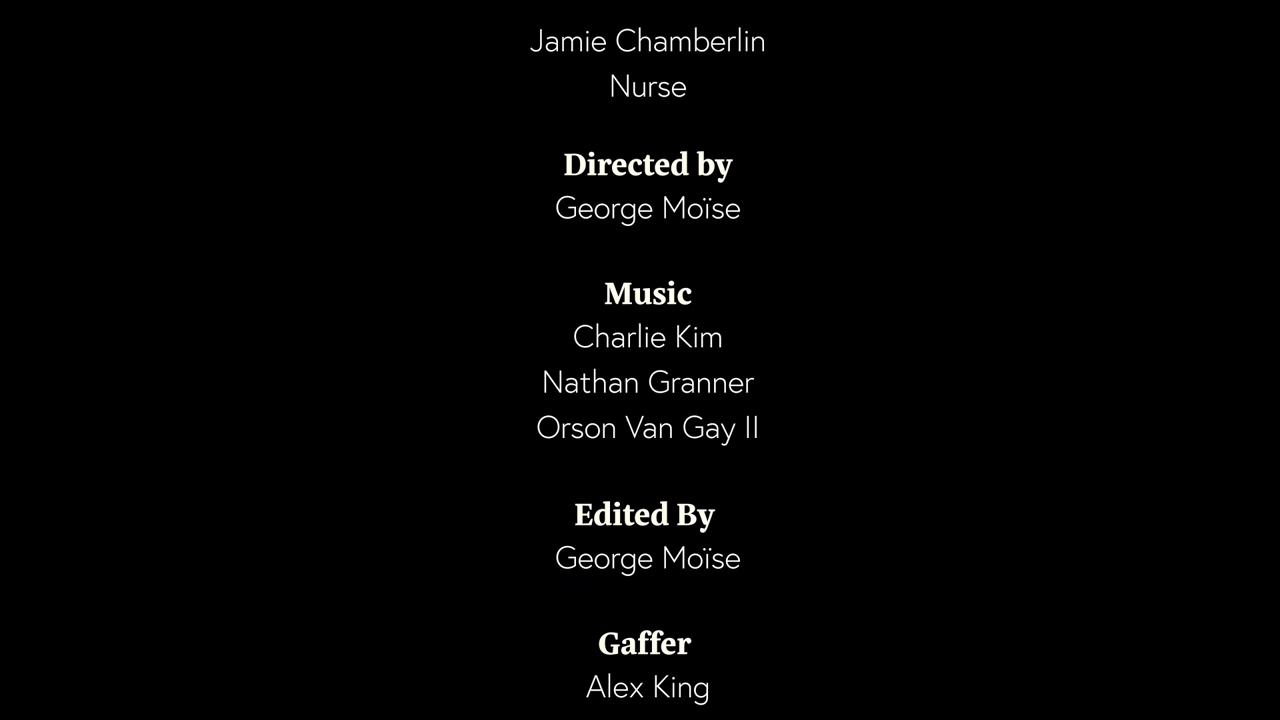 Jamie Chamberlin
Nurse
Directed by
George Moïse
Music
Charlie Kim
Nathan Granner
Orson Van Gay II
Edited By
George Moïse
Gaffer
Alex King